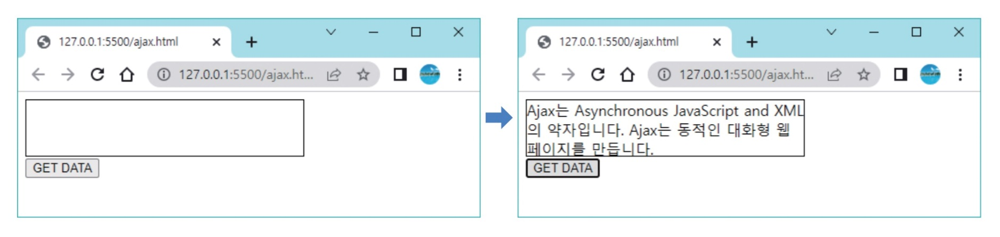 127.0.0.1:5500/ajax.html
127.0.0.1:5500/ajax.ht...
GET DATA
127.0.0.1:5500/ajax.html
127.0.0.1:5500/ajax.ht...
Ajax는 Asynchronous JavaScript and XML
의 약자입니다. Ajax는 동적인 대화형 웹
페이지를 만듭니다.
GET DATA